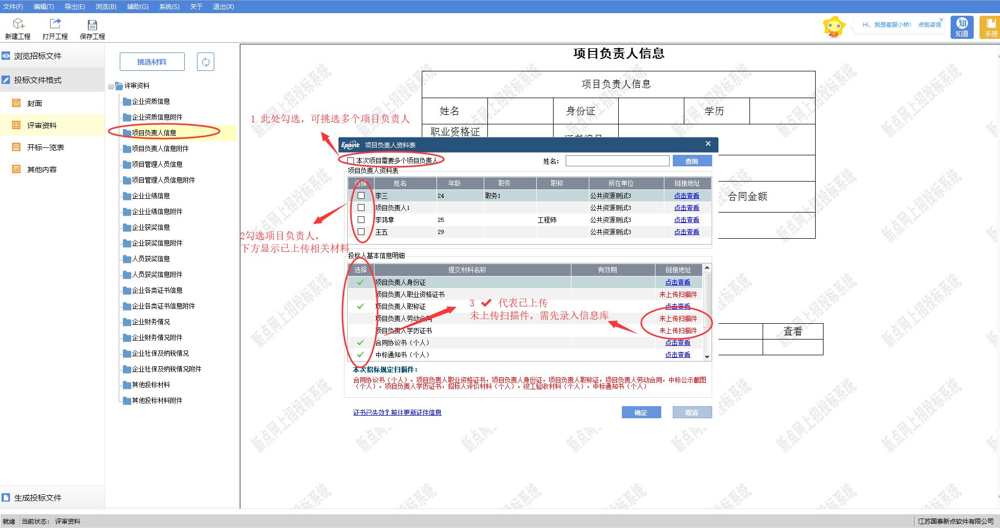 文件(F) 编辑(T) 导出(E) 浏览(B) 辅助(G) 系统(S) 关于 退出(X)
新建工程 打开工程 保存工程
Hi，我是客服小桥！ 点我咨询
知
知道
手册
浏览招标文件
投标文件格式
封面
评审资料
开标一览表
其他内容
生成投标文件
挑选材料
评审资料
企业资质信息
企业资质信息附件
项目负责人信息
项目负责人信息附件
项目管理人员信息
项目管理人员信息附件
企业业绩信息
企业业绩信息附件
企业获奖信息
企业获奖信息附件
人员获奖信息
人员获奖信息附件
企业各类证书信息
企业各类证书信息附件
企业财务情况
企业财务情况附件
企业社保及纳税情况
企业社保及纳税情况附件
其他投标材料
其他投标材料附件
项目负责人信息
项目负责人信息
姓名 身份证 学历
职业资格证
证书编号
合同金额
查看
1 此处勾选，可挑选多个项目负责人
2勾选项目负责人，
下方显示已上传相关材料
Epoint 项目负责人资料表
本次项目需要多个项目负责人 姓名： 查询
项目负责人资料表
选择 姓名 年龄 职务 职称 所在单位 链接地址
李三 24 职务1 公共资源测试3 点击查看
项目负责人1 公共资源测试3 点击查看
李鸿章 25 工程师 公共资源测试3 点击查看
王五 29 公共资源测试3 点击查看
投标人基本信息明细
选择 提交材料名称 有效期 链接地址
项目负责人身份证 点击查看
项目负责人职业资格证书 未上传扫描件
项目负责人职称证 点击查看
项目负责人劳动合同 未上传扫描件
项目负责人学历证书 未上传扫描件
合同协议书（个人） 点击查看
中标通知书（个人） 点击查看
3 ✔ 代表已上传
未上传扫描件，需先录入信息库
本次招标规定扫描件：
合同协议书（个人），项目负责人职业资格证书，项目负责人身份证，项目负责人职称证，项目负责人劳动合同，中标公示截图
（个人），项目负责人学历证书，招标人评价材料（个人），竣工验收材料（个人），中标通知书（个人）
证书已失效？前往更新证件信息 确定 取消
新点网上招投标系统
就绪 当前状态： 评审资料 江苏国泰新点软件有限公司